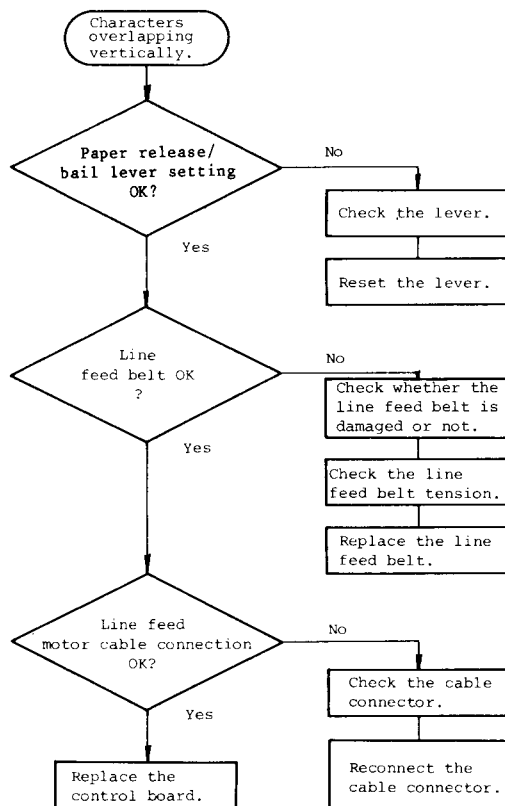 Characters
overlapping
vertically.
Paper release/
bail lever setting
OK?
No
Check the lever.
Reset the lever.
Yes
Line
feed belt OK
?
No
Check whether the
line feed belt is
damaged or not.
Check the line
feed belt tension.
Replace the line
feed belt.
Yes
Line feed
motor cable connection
OK?
No
Check the cable
connector.
Reconnect the
cable connector.
Yes
Replace the
control board.